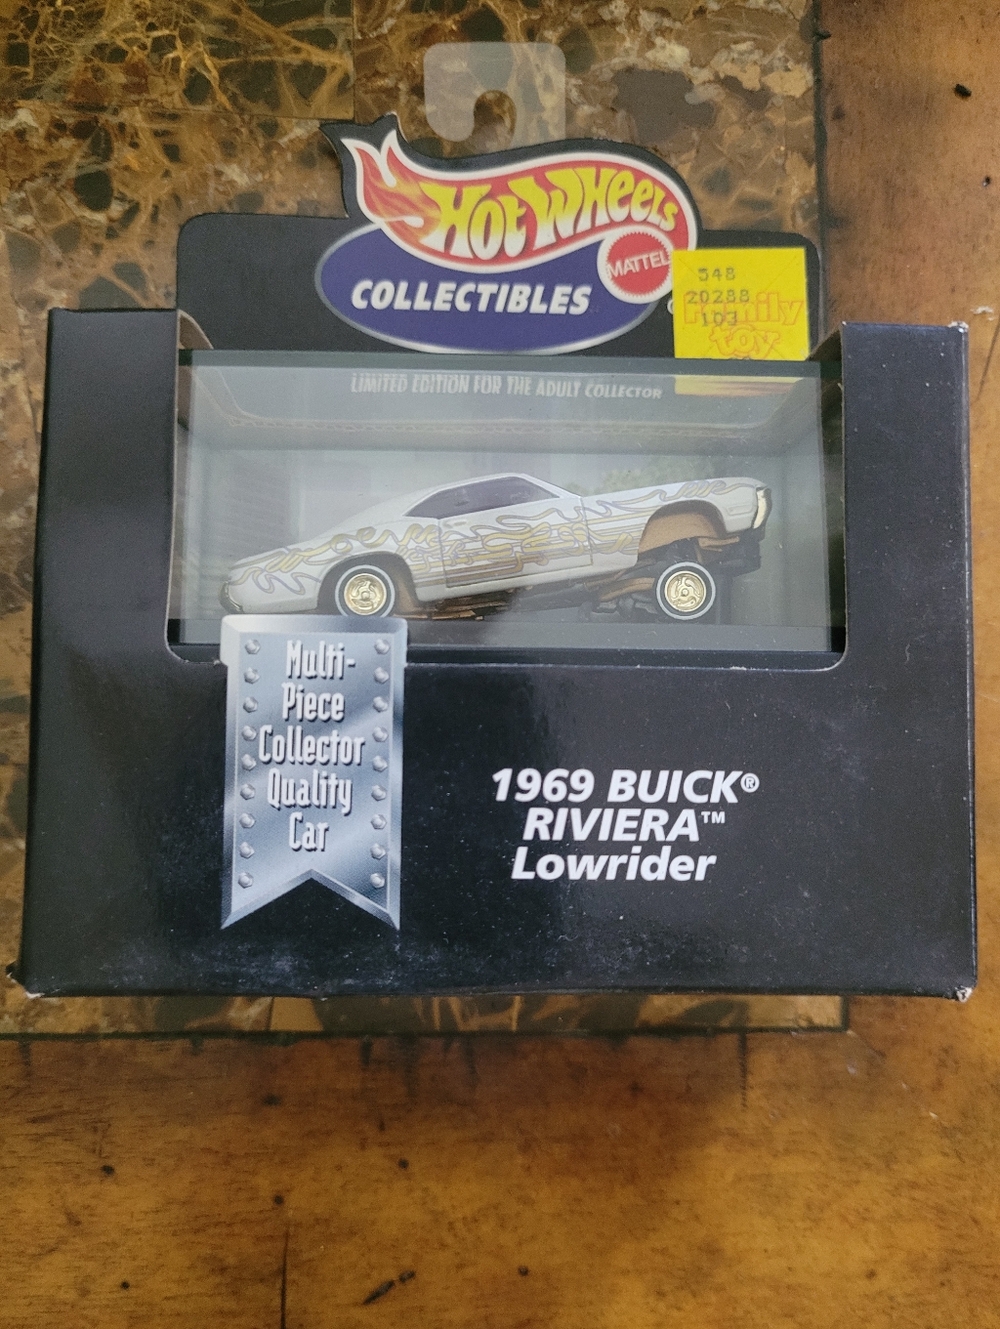 HOT WHEELS
MATTEL
COLLECTIBLES
548
20288
103
Family
toy
LIMITED EDITION FOR THE ADULT COLLECTOR
Multi-
Piece
Collector
Quality
Car
1969 BUICK®
RIVIERA™
Lowrider